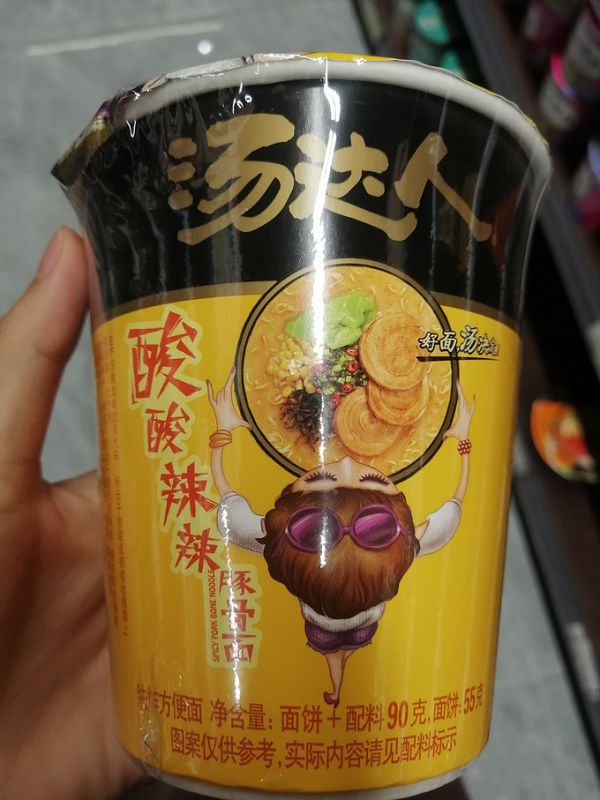 汤达人
好面汤决定
酸酸辣辣
豚骨面
SPICY PORK BONE NOODLE
方便面 净含量: 面饼+配料90克,面饼:55克
图案仅供参考,实际内容请见配料标示